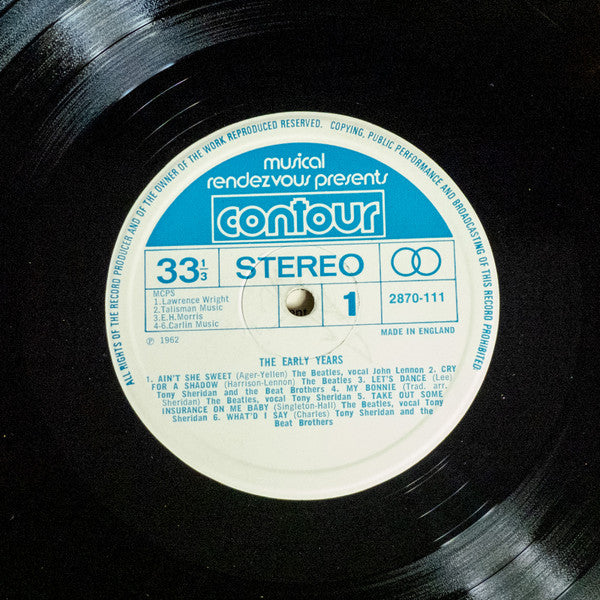 ALL RIGHTS OF THE RECORD PRODUCER AND OF THE OWNER OF THE WORK REPRODUCED RESERVED. COPYING, PUBLIC PERFORMANCE AND BROADCASTING OF THIS RECORD PROHIBITED.
musical
rendezvous presents
contour
33 1/3 STEREO
MCPS
1.Lawrence Wright
2.Talisman Music
3.E.H.Morris
4-6.Carlin Music
1
2870-111
℗ 1962
MADE IN ENGLAND
THE EARLY YEARS
1. AIN'T SHE SWEET (Ager-Yellen) The Beatles, vocal John Lennon 2. CRY
FOR A SHADOW (Harrison-Lennon) The Beatles 3. LET'S DANCE (Lee)
Tony Sheridan and the Beat Brothers 4. MY BONNIE (Trad. arr.
Sheridan) The Beatles, vocal Tony Sheridan 5. TAKE OUT SOME
INSURANCE ON ME BABY (Singleton-Hall) The Beatles, vocal Tony
Sheridan 6. WHAT'D I SAY (Charles) Tony Sheridan and the
Beat Brothers